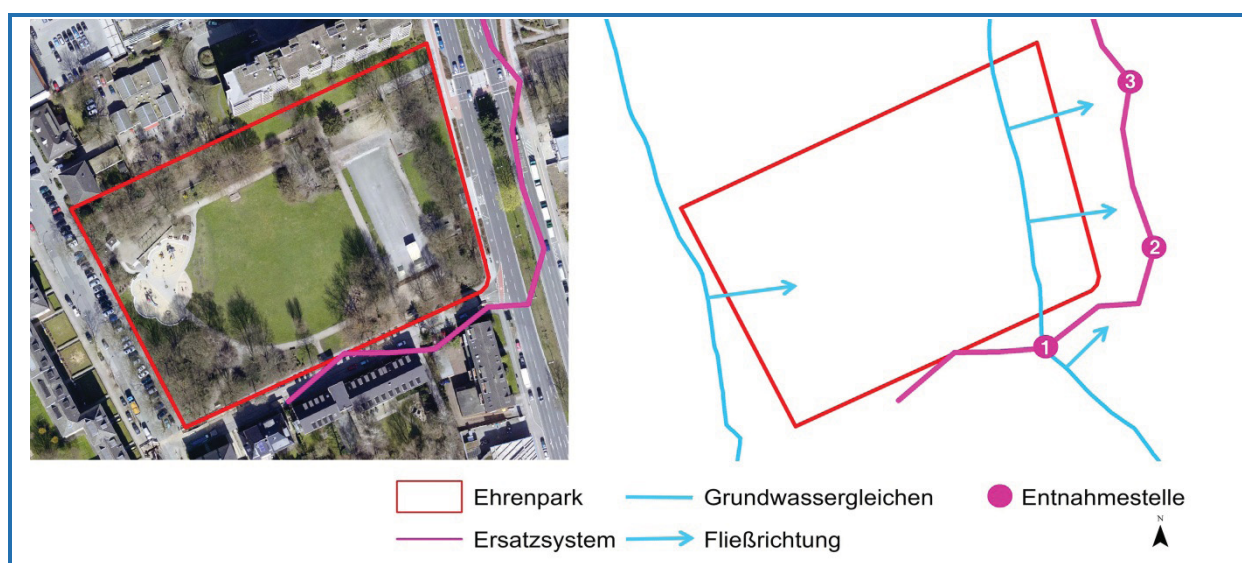 3
2
1
Ehrenpark Grundwassergleichen Entnahmestelle
Ersatzsystem Fließrichtung N